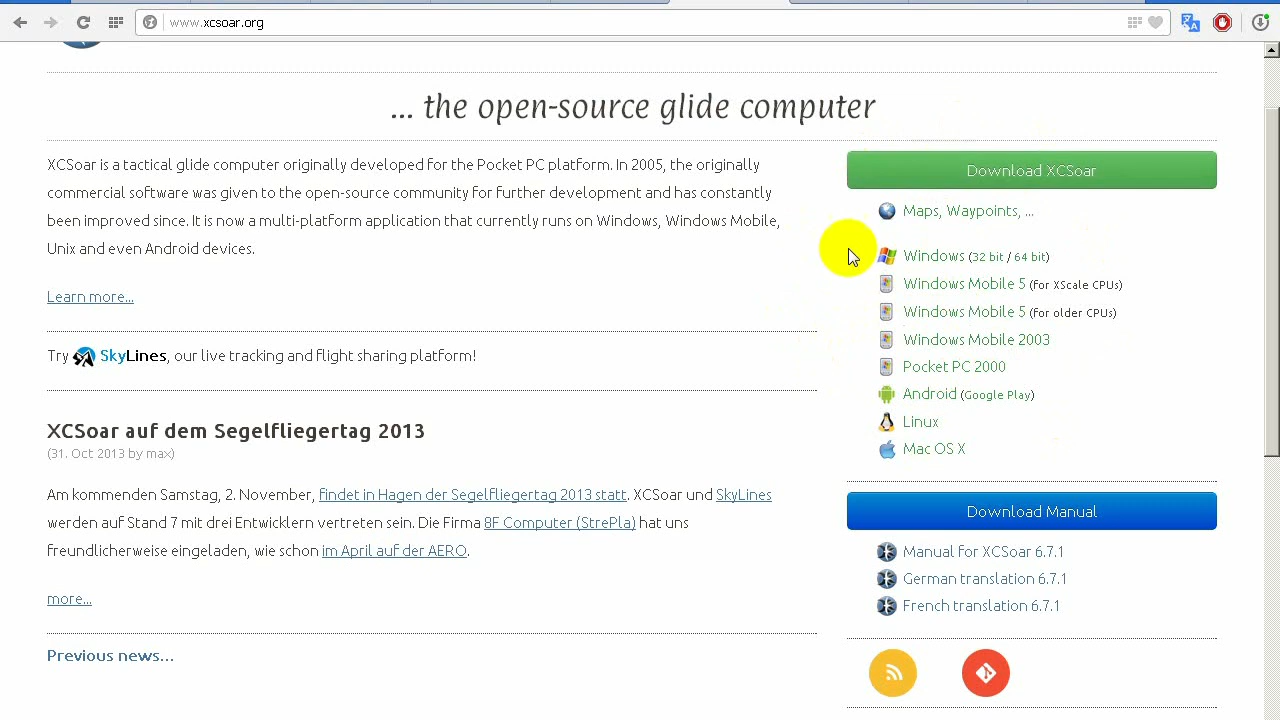 www.xcsoar.org
... the open-source glide computer
XCSoar is a tactical glide computer originally developed for the Pocket PC platform. In 2005, the originally
commercial software was given to the open-source community for further development and has constantly
been improved since. It is now a multi-platform application that currently runs on Windows, Windows Mobile,
Unix and even Android devices.
Learn more...
Try SkyLines, our live tracking and flight sharing platform!
XCSoar auf dem Segelfliegertag 2013
(31. Oct 2013 by max)
Am kommenden Samstag, 2. November, findet in Hagen der Segelfliegertag 2013 statt. XCSoar und SkyLines
werden auf Stand 7 mit drei Entwicklern vertreten sein. Die Firma 8F Computer (StrePla) hat uns
freundlicherweise eingeladen, wie schon im April auf der AERO.
more...
Previous news...
Download XCSoar
Maps, Waypoints, ...
Windows (32 bit / 64 bit)
Windows Mobile 5 (for XScale CPUs)
Windows Mobile 5 (for older CPUs)
Windows Mobile 2003
Pocket PC 2000
Android (Google Play)
Linux
Mac OS X
Download Manual
Manual for XCSoar 6.7.1
German translation 6.7.1
French translation 6.7.1